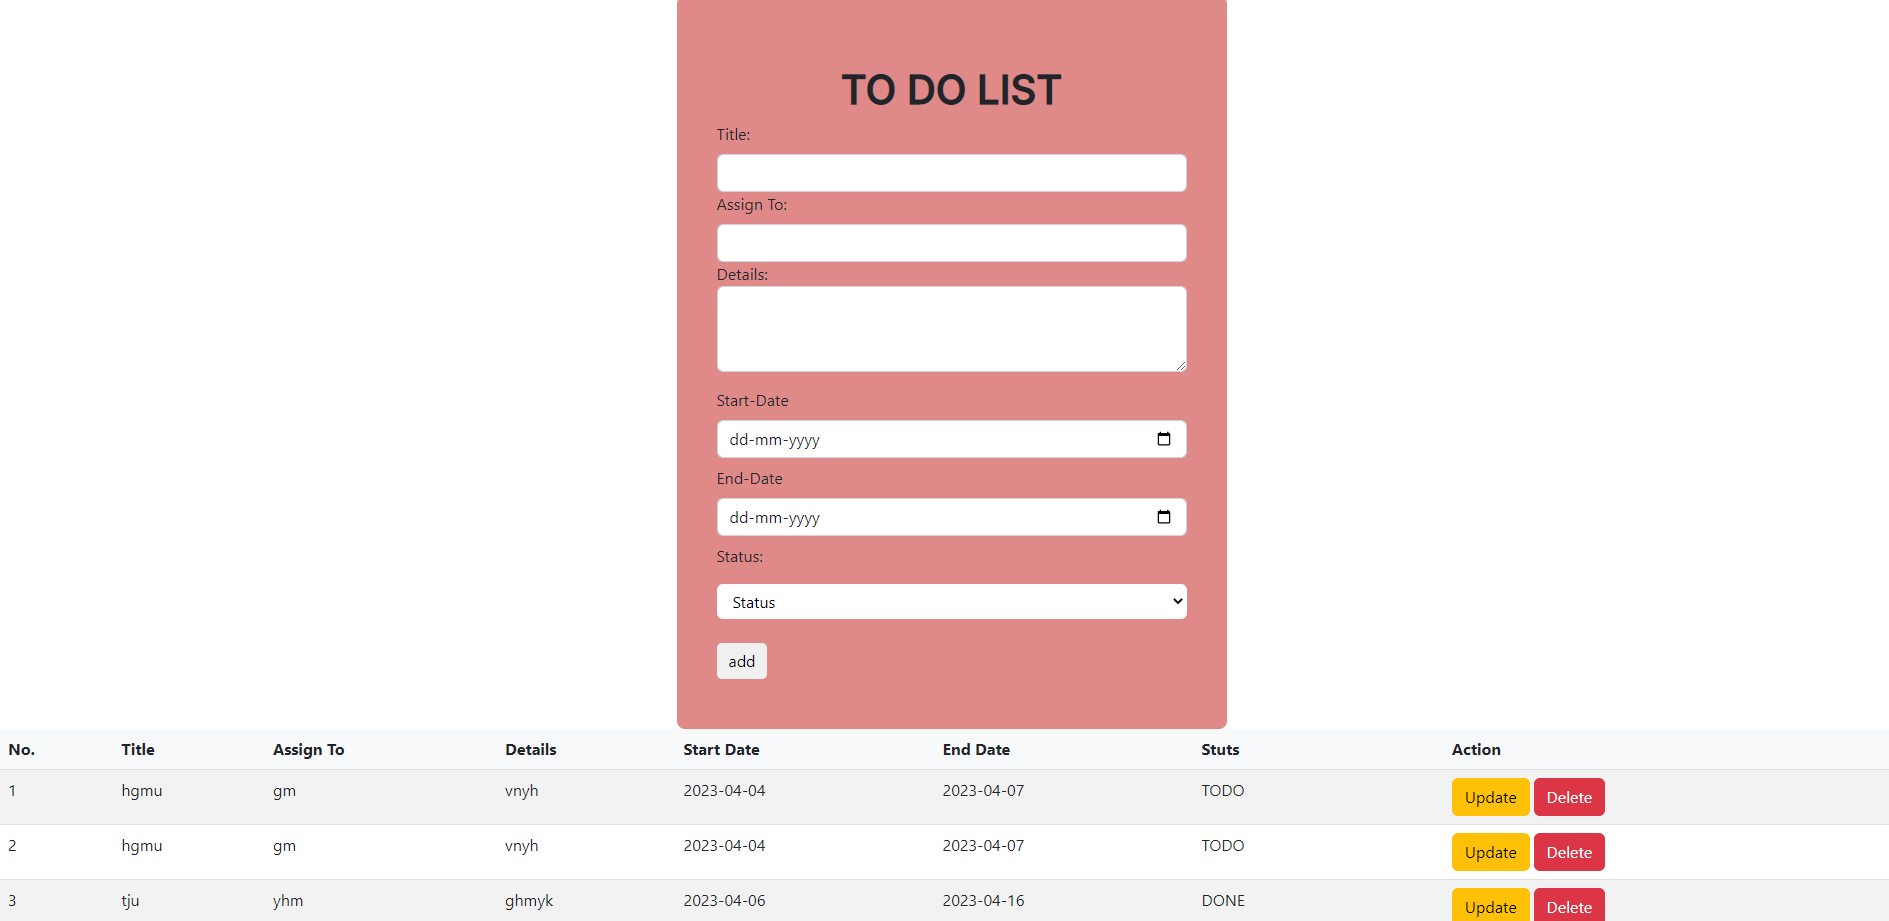 TO DO LIST
Title:
Assign To:
Details:
Start-Date
dd-mm-yyyy
End-Date
dd-mm-yyyy
Status:
Status
add
No. Title Assign To Details Start Date End Date Stuts Action
1 hgmu gm vnyh 2023-04-04 2023-04-07 TODO Update Delete
2 hgmu gm vnyh 2023-04-04 2023-04-07 TODO Update Delete
3 tju yhm ghmyk 2023-04-06 2023-04-16 DONE Update Delete